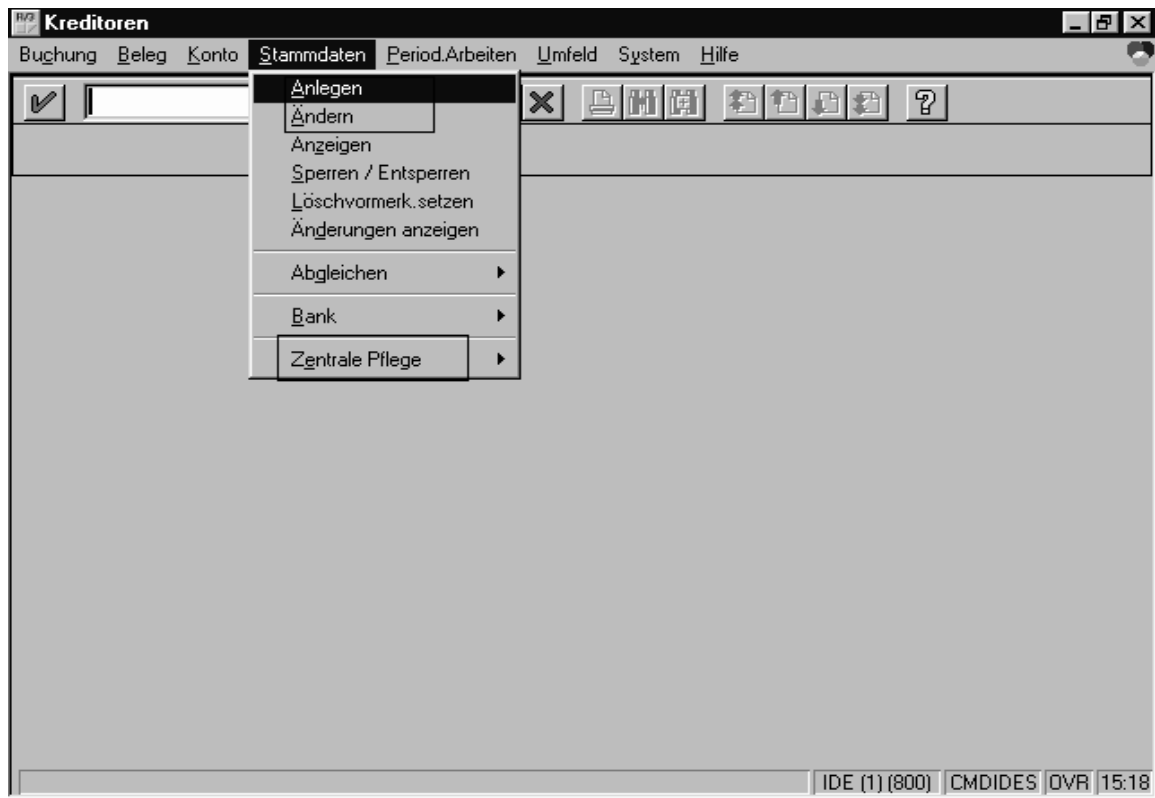 R/3 Kreditoren
Buchung Beleg Konto Stammdaten Period.Arbeiten Umfeld System Hilfe
Anlegen
Ändern
Anzeigen
Sperren / Entsperren
Löschvormerk.setzen
Änderungen anzeigen
Abgleichen
Bank
Zentrale Pflege
IDE (1) (800) CMDIDES OVR 15:18